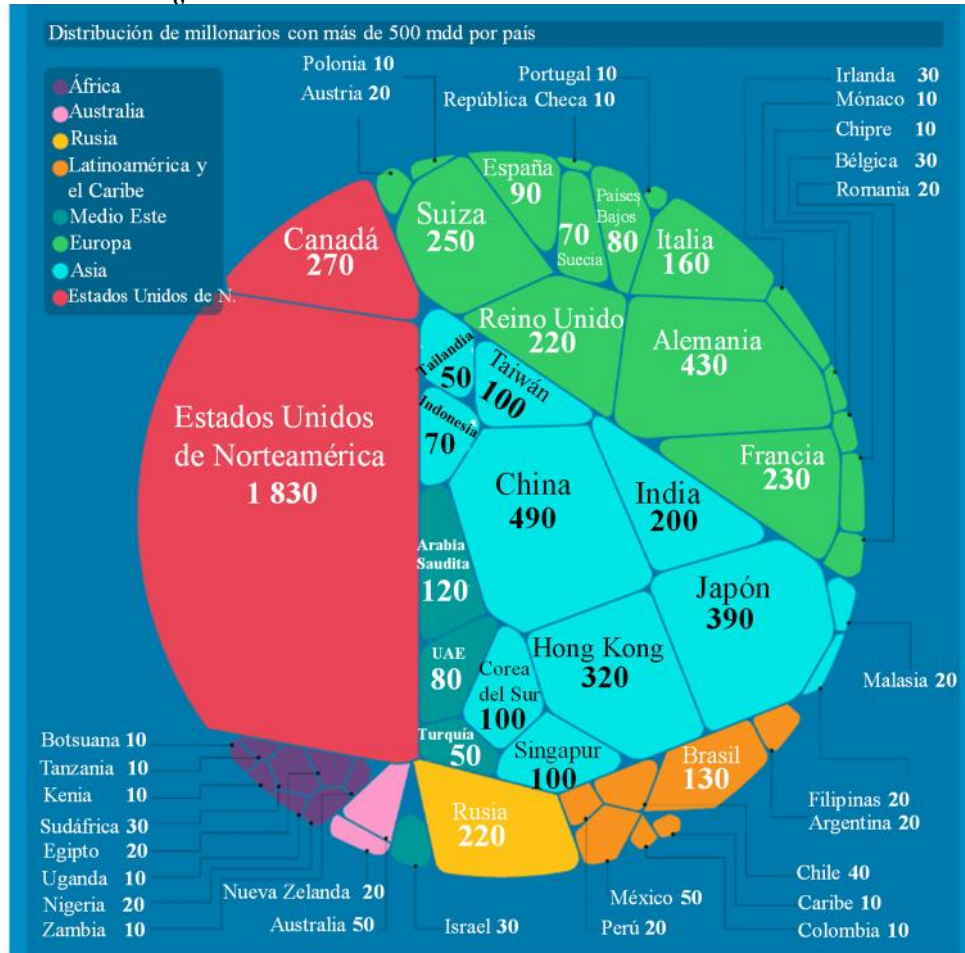 Distribución de millonarios con más de 500 mdd por país
África
Australia
Rusia
Latinoamérica y
el Caribe
Medio Este
Europa
Asia
Estados Unidos de N.
Polonia 10
Austria 20
Portugal 10
República Checa 10
Irlanda 30
Mónaco 10
Chipre 10
Bélgica 30
Romania 20
Canadá
270
Suiza
250
España
90
70
Suecia
Países
Bajos
80
Italia
160
Reino Unido
220
Alemania
430
Francia
230
Estados Unidos
de Norteamérica
1 830
Tailandia
50
Taiwán
100
Indonesia
70
China
490
India
200
Arabia
Saudita
120
Japón
390
UAE
80
Corea
del Sur
100
Hong Kong
320
Turquía
50
Singapur
100
Malasia 20
Brasil
130
Rusia
220
Botsuana 10
Tanzania 10
Kenia 10
Sudáfrica 30
Egipto 20
Uganda 10
Nigeria 20
Zambia 10
Nueva Zelanda 20
Australia 50
Israel 30
México 50
Perú 20
Filipinas 20
Argentina 20
Chile 40
Caribe 10
Colombia 10